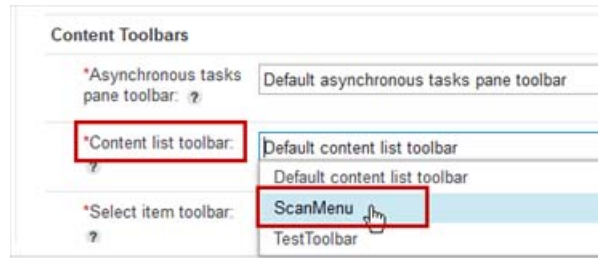 Content Toolbars
*Asynchronous tasks pane toolbar: ?
Default asynchronous tasks pane toolbar
*Content list toolbar: ?
Default content list toolbar
Default content list toolbar
ScanMenu
TestToolbar
*Select item toolbar: ?